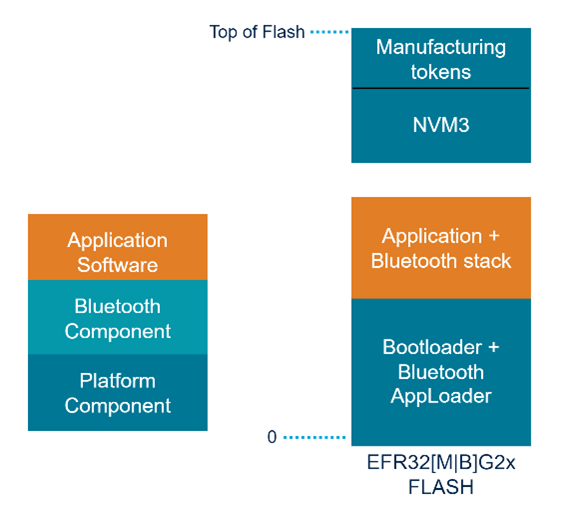 Top of Flash
Manufacturing
tokens
NVM3
Application
Software
Bluetooth
Component
Platform
Component
Application +
Bluetooth stack
Bootloader +
Bluetooth
AppLoader
0
EFR32[M|B]G2x
FLASH